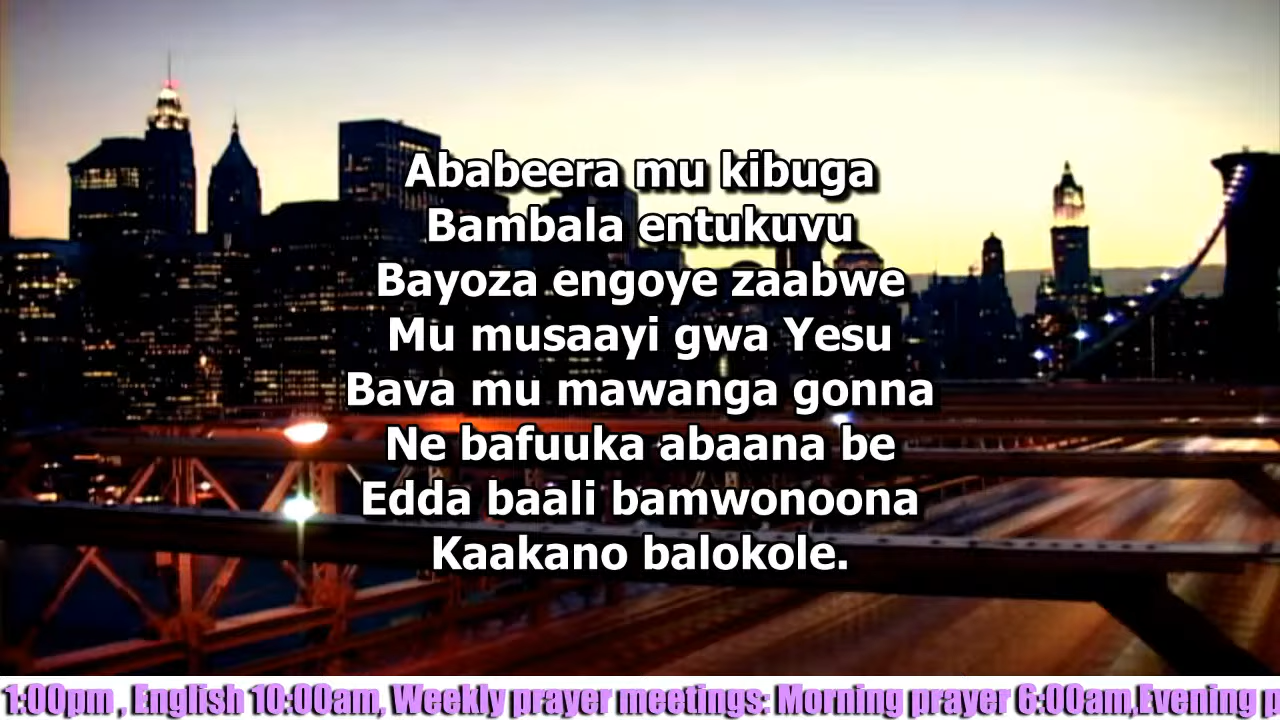 Ababeera mu kibuga
Bambala entukuvu
Bayoza engoye zaabwe
Mu musaayi gwa Yesu
Bava mu mawanga gonna
Ne bafuuka abaana be
Edda baali bamwonoona
Kaakano balokole.
1:00pm , English 10:00am, Weekly prayer meetings: Morning prayer 6:00am,Evening p